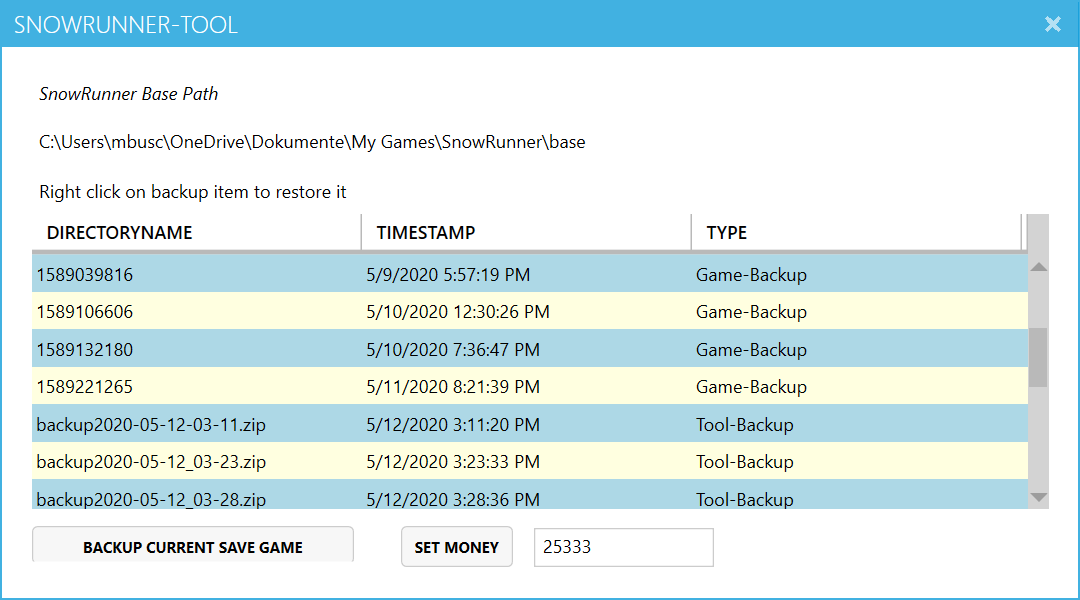 SNOWRUNNER-TOOL
SnowRunner Base Path
C:\Users\mbusc\OneDrive\Dokumente\My Games\SnowRunner\base
Right click on backup item to restore it
DIRECTORYNAME TIMESTAMP TYPE
1589039816 5/9/2020 5:57:19 PM Game-Backup
1589106606 5/10/2020 12:30:26 PM Game-Backup
1589132180 5/10/2020 7:36:47 PM Game-Backup
1589221265 5/11/2020 8:21:39 PM Game-Backup
backup2020-05-12-03-11.zip 5/12/2020 3:11:20 PM Tool-Backup
backup2020-05-12_03-23.zip 5/12/2020 3:23:33 PM Tool-Backup
backup2020-05-12_03-28.zip 5/12/2020 3:28:36 PM Tool-Backup
BACKUP CURRENT SAVE GAME SET MONEY 25333